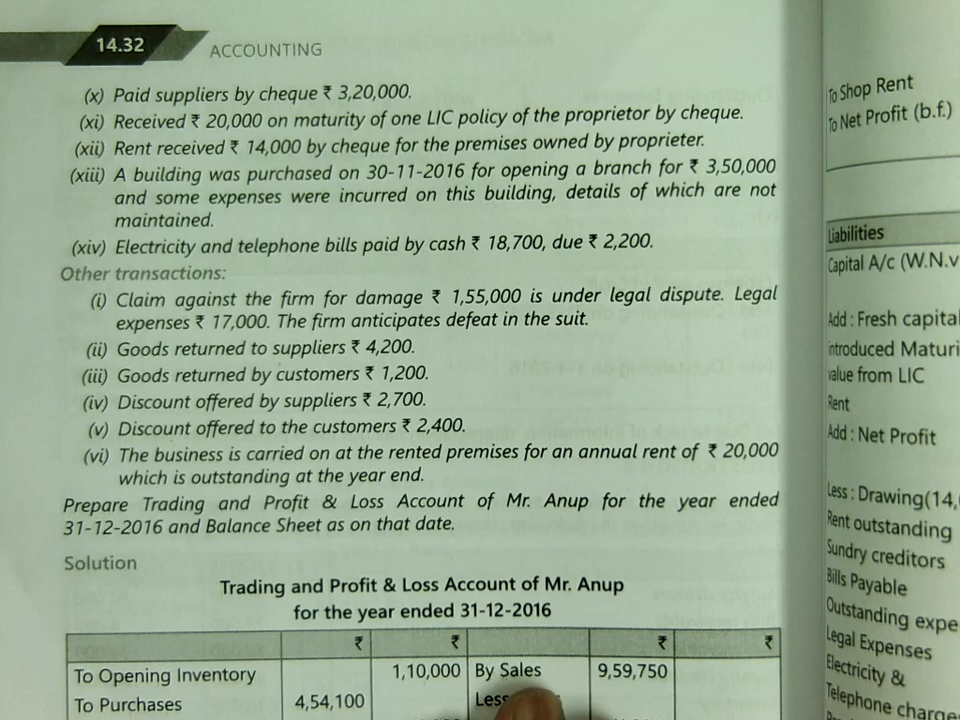 14.32 ACCOUNTING
(x) Paid suppliers by cheque ₹ 3,20,000.
(xi) Received ₹ 20,000 on maturity of one LIC policy of the proprietor by cheque.
(xii) Rent received ₹ 14,000 by cheque for the premises owned by proprieter.
(xiii) A building was purchased on 30-11-2016 for opening a branch for ₹ 3,50,000
and some expenses were incurred on this building, details of which are not
maintained.
(xiv) Electricity and telephone bills paid by cash ₹ 18,700, due ₹ 2,200.
Other transactions:
(i) Claim against the firm for damage ₹ 1,55,000 is under legal dispute. Legal
expenses ₹ 17,000. The firm anticipates defeat in the suit.
(ii) Goods returned to suppliers ₹ 4,200.
(iii) Goods returned by customers ₹ 1,200.
(iv) Discount offered by suppliers ₹ 2,700.
(v) Discount offered to the customers ₹ 2,400.
(vi) The business is carried on at the rented premises for an annual rent of ₹ 20,000
which is outstanding at the year end.
Prepare Trading and Profit & Loss Account of Mr. Anup for the year ended
31-12-2016 and Balance Sheet as on that date.
Solution
Trading and Profit & Loss Account of Mr. Anup
for the year ended 31-12-2016
₹ ₹ ₹ ₹
To Opening Inventory 1,10,000 By Sales 9,59,750
To Purchases 4,54,100 Less
To Shop Rent
To Net Profit (b.f.)
Liabilities
Capital A/c (W.N.v
Add : Fresh capital
introduced Maturi
value from LIC
Rent
Add : Net Profit
Less : Drawing(14,
Rent outstanding
Sundry creditors
Bills Payable
Outstanding expe
Legal Expenses
Electricity &
Telephone charge